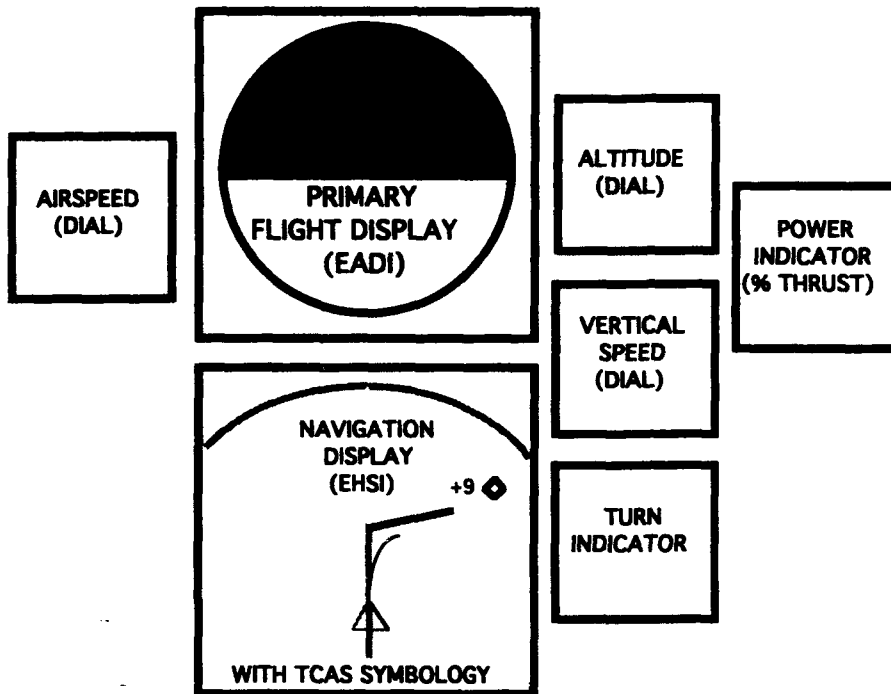 AIRSPEED
(DIAL)
PRIMARY
FLIGHT DISPLAY
(EADI)
ALTITUDE
(DIAL)
POWER
INDICATOR
(% THRUST)
VERTICAL
SPEED
(DIAL)
NAVIGATION
DISPLAY
(EHSI)
+9
WITH TCAS SYMBOLOGY
TURN
INDICATOR